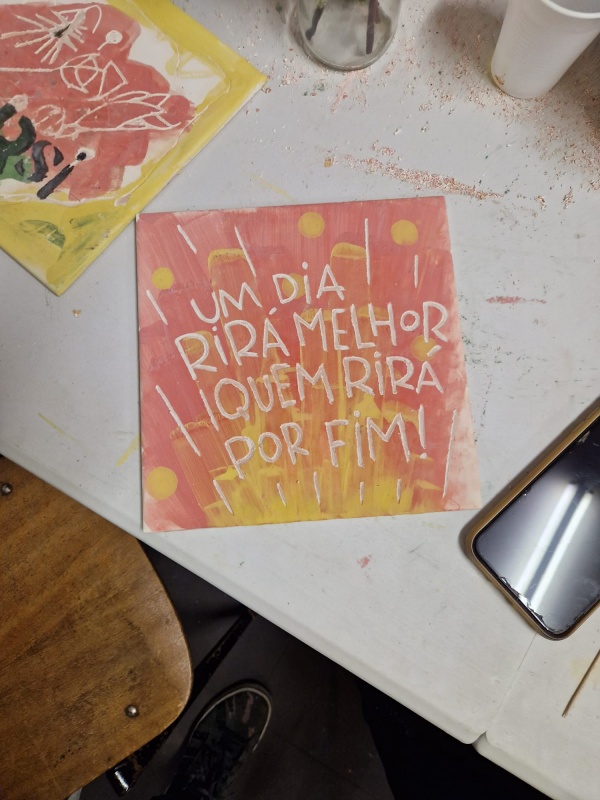 UM DiA
RiRÁ MELHOR
QUEM RiRÁ
POR FiM!